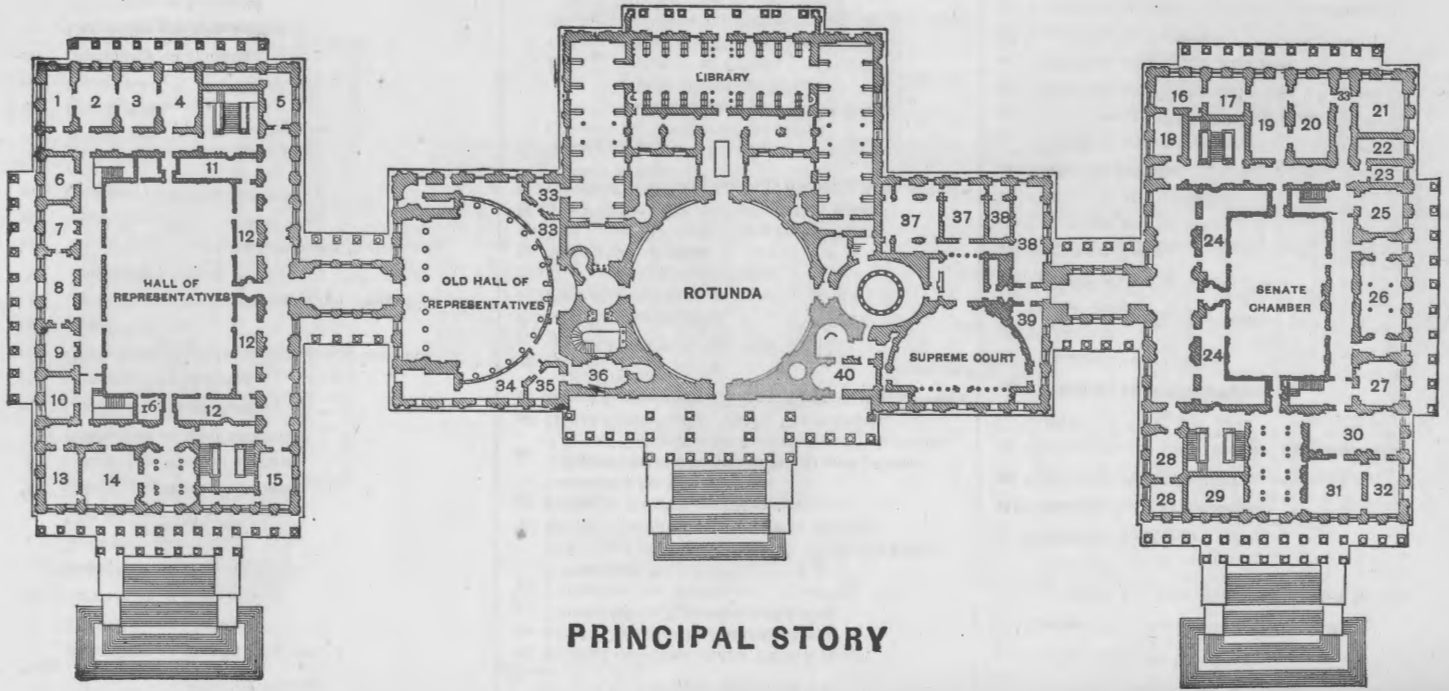 1 2 3 4 5
11
6
7
12
8
HALL OF
REPRESENTATIVES
9
12
10
16
12
13 14 15
33
33
OLD HALL OF
REPRESENTATIVES
34 35
36
LIBRARY
ROTUNDA
40
37 37 38
38
39
SUPREME COURT
16 17 33 21
18 19 20
22
23
24
25
SENATE
CHAMBER
26
24
27
28
30
28 29 31 32
PRINCIPAL STORY